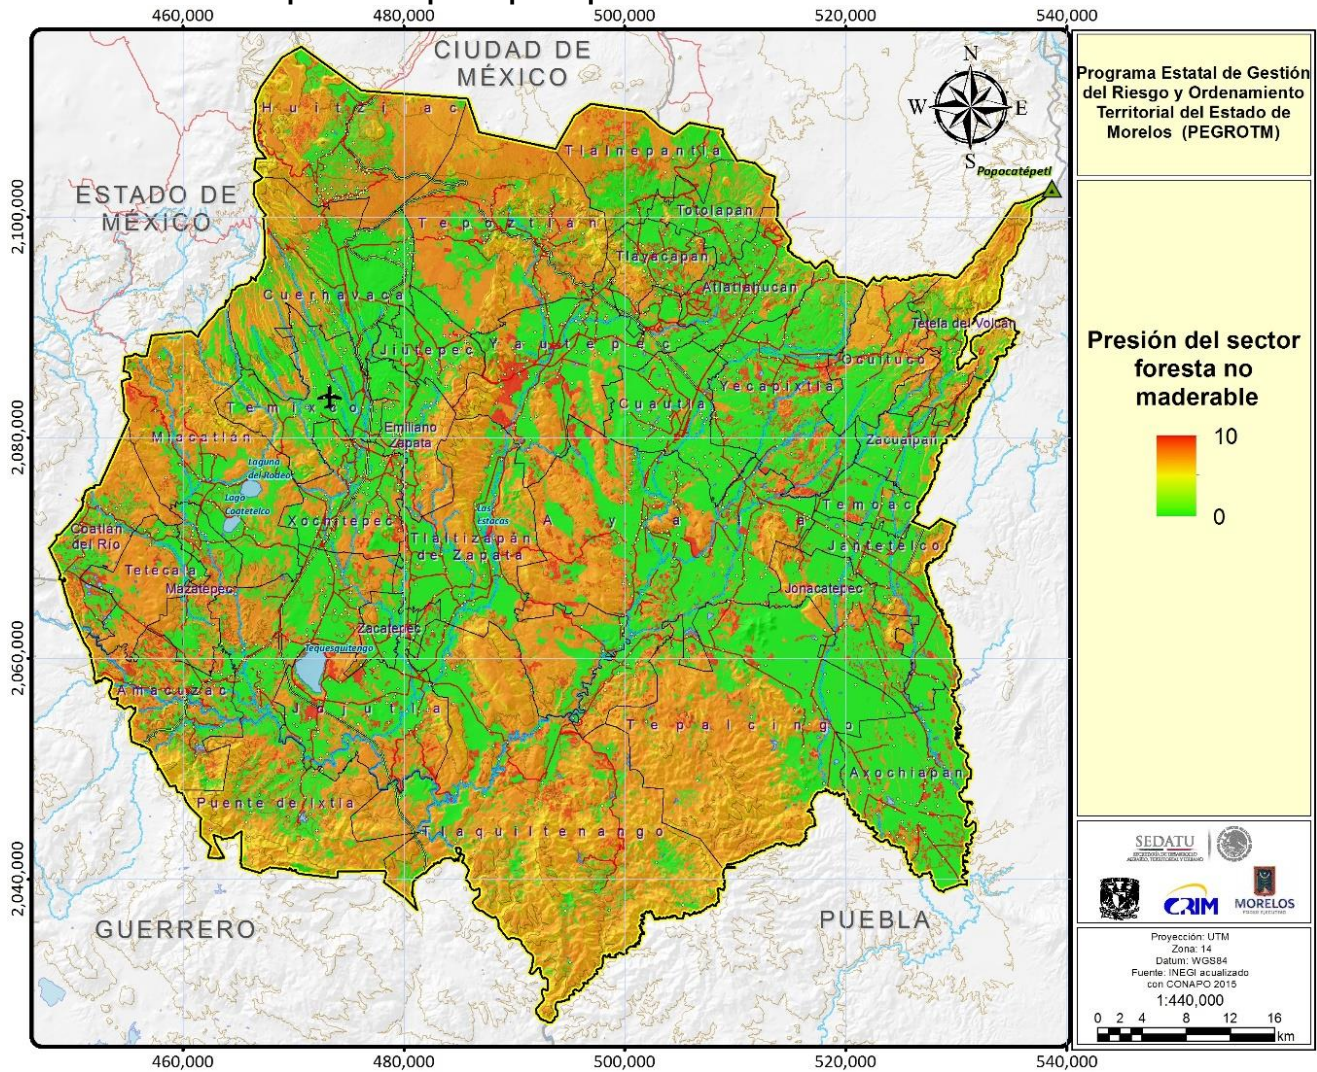 460,000
480,000
500,000
520,000
540,000
CIUDAD DE
MÉXICO
N
W
E
S
Popocatépetl
ESTADO DE
MÉXICO
2,100,000
2,080,000
2,060,000
2,040,000
Huitzilac
Tlalnepantla
Totolapan
Tepoztlán
Tlayacapan
Atlatlahucan
Cuernavaca
Tetela del Volcán
Jiutepec
Yautepec
Ocuituco
Yecapixtla
Temixco
Cuautla
Emiliano
Zapata
Miacatlán
Zacualpan
Laguna
del Rodeo
Lago
Coatetelco
Las
Estacas
Xochitepec
Ayala
Temoac
Coatlán
del Río
Tlaltizapán
de Zapata
Jantetelco
Tetecala
Mazatepec
Jonacatepec
Zacatepec
Tequesquitengo
Amacuzac
Jojutla
Tepalcingo
Axochiapan
Puente de Ixtla
Tlaquiltenango
GUERRERO
PUEBLA
460,000
480,000
500,000
520,000
540,000
Programa Estatal de Gestión
del Riesgo y Ordenamiento
Territorial del Estado de
Morelos (PEGROTM)
Presión del sector
foresta no
maderable
10
0
SEDATU
CRIM
MORELOS
Proyección: UTM
Zona: 14
Datum: WGS84
Fuente: INEGI acualizado
con CONAPO 2015
1:440,000
0 2 4 8 12 16
km